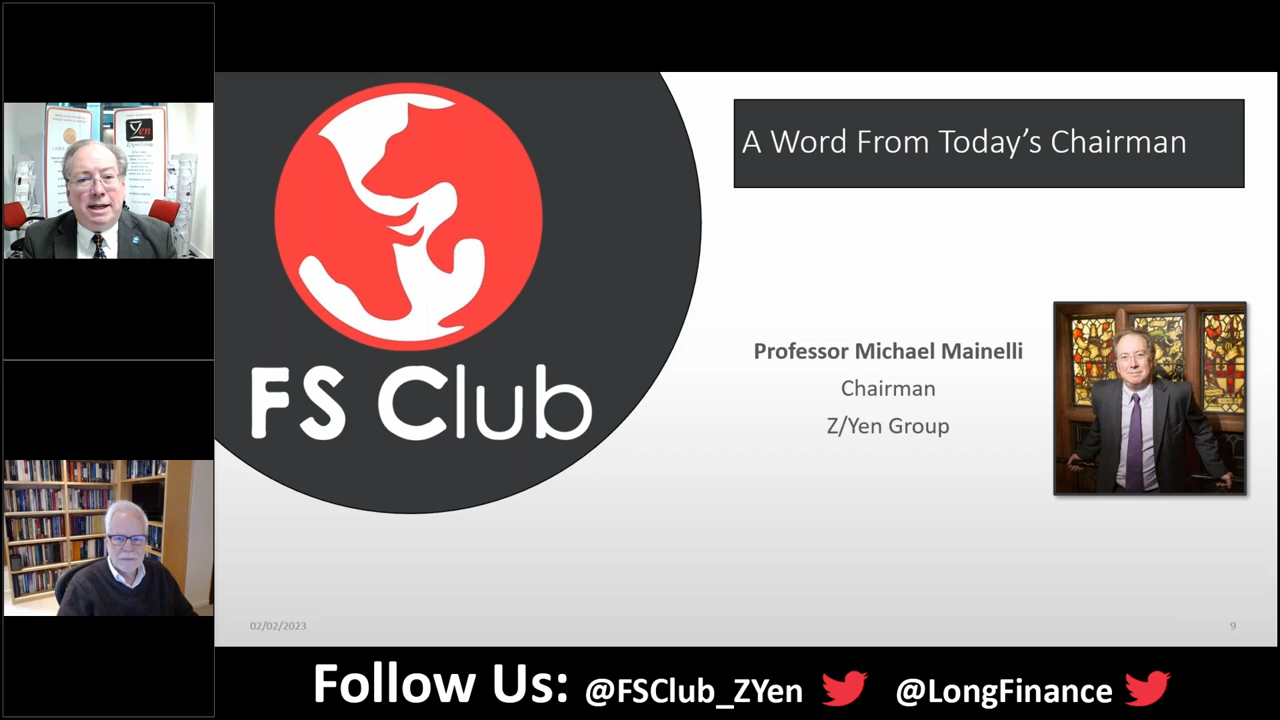 A Word From Today's Chairman
FS Club
Professor Michael Mainelli
Chairman
Z/Yen Group
02/02/2023
9
Follow Us: @FSClub_ZYen @LongFinance